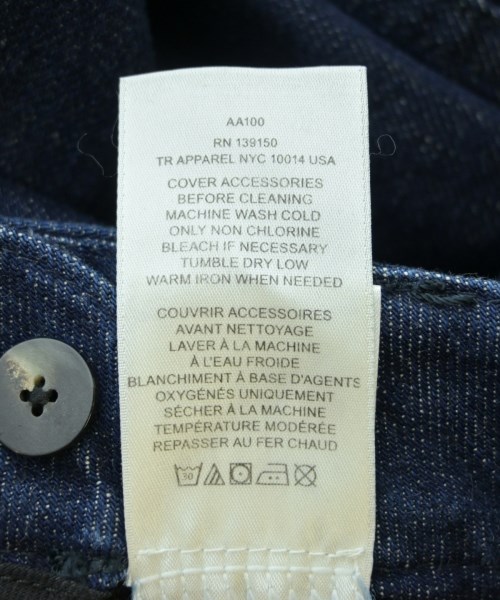 AA100
RN 139150
TR APPAREL NYC 10014 USA
COVER ACCESSORIES
BEFORE CLEANING
MACHINE WASH COLD
ONLY NON CHLORINE
BLEACH IF NECESSARY
TUMBLE DRY LOW
WARM IRON WHEN NEEDED
COUVRIR ACCESSOIRES
AVANT NETTOYAGE
LAVER À LA MACHINE
À L'EAU FROIDE
BLANCHIMENT À BASE D'AGENTS
OXYGÉNÉS UNIQUEMENT
SÉCHER À LA MACHINE
TEMPÉRATURE MODÉRÉE
REPASSER AU FER CHAUD
30